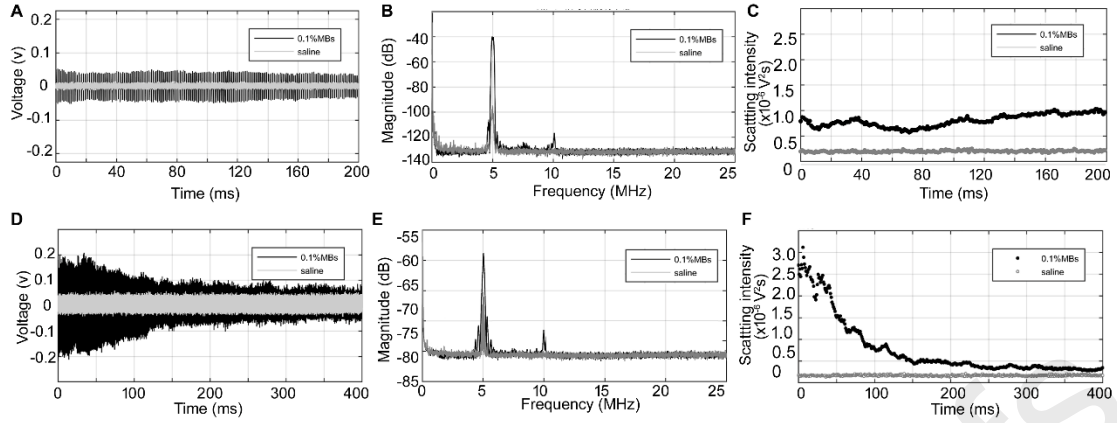 A
Voltage (v)
0.2
0.1
0
-0.1
-0.2
0.1%MBs
saline
0 40 80 120 160 200
Time (ms)
B
Magnitude (dB)
-40
-60
-80
-100
-120
-140
0.1%MBs
saline
0 5 10 15 20 25
Frequency (MHz)
C
Scattting intensity
(x10⁻⁶ V²s)
2.5
2.0
1.0
0.5
0
0.1%MBs
saline
0 40 80 120 200
Time (ms)
D
Voltage (v)
0.2
0.1
0
-0.1
-0.2
0.1%MBs
saline
0 50 100 150 200 250 300 350 400
Time (ms)
E
Magnitude (dB)
-55
-60
-65
-70
-75
-80
-85
0.1%MBs
saline
0 5 10 15 20 25
Frequency (MHz)
F
Scattting intensity
(x10⁻⁸ V²s)
3.0
2.5
2.0
1.5
1.0
0.5
0
0.1%MBs
saline
0 100 200 300 400
Time (ms)